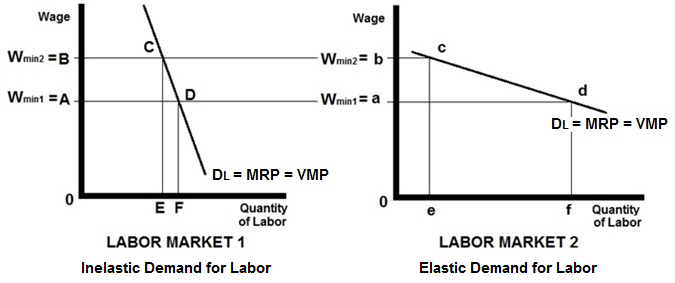 Wage
C
Wmin2 = B
D
Wmin1 = A
DL = MRP = VMP
0
E F
Quantity
of Labor
LABOR MARKET 1
Inelastic Demand for Labor
Wage
c
Wmin2 = b
d
Wmin1 = a
DL = MRP = VMP
0
e
f
Quantity
of Labor
LABOR MARKET 2
Elastic Demand for Labor